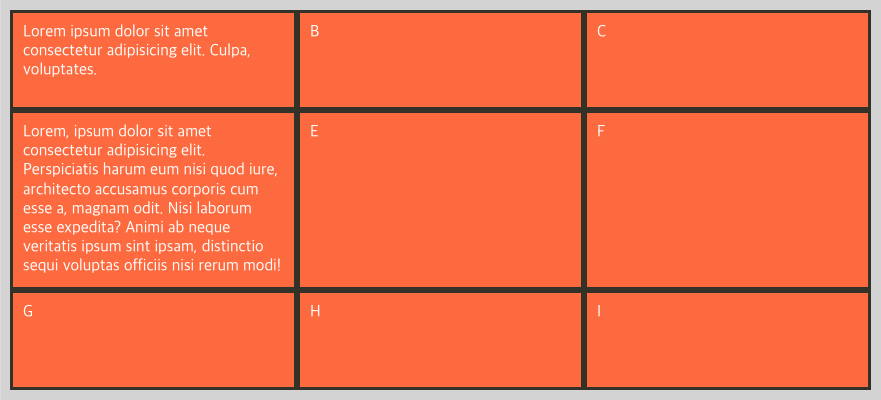 Lorem ipsum dolor sit amet
consectetur adipisicing elit. Culpa,
voluptates.
B
C
Lorem, ipsum dolor sit amet
consectetur adipisicing elit.
Perspiciatis harum eum nisi quod iure,
architecto accusamus corporis cum
esse a, magnam odit. Nisi laborum
esse expedita? Animi ab neque
veritatis ipsum sint ipsam, distinctio
sequi voluptas officiis nisi rerum modi!
E
F
G
H
I